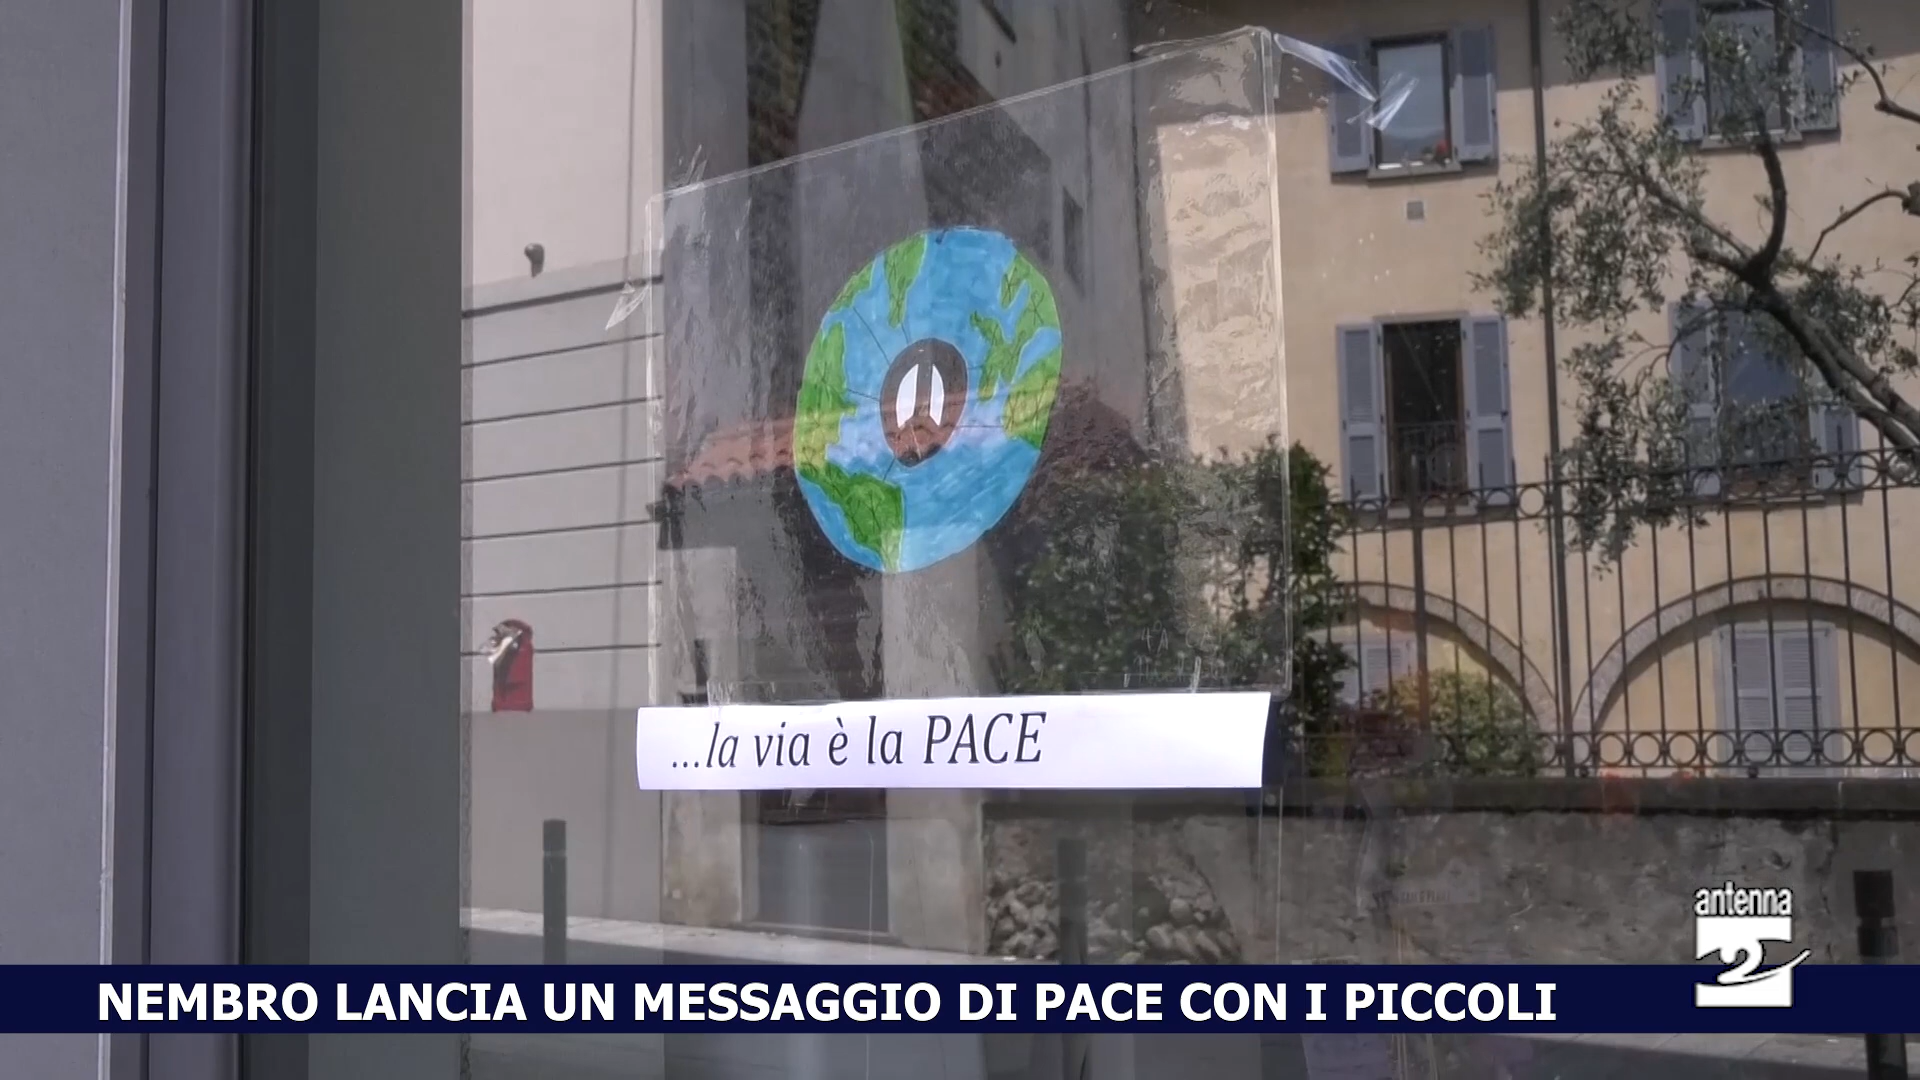 ...la via è la PACE
antenna
2
NEMBRO LANCIA UN MESSAGGIO DI PACE CON I PICCOLI